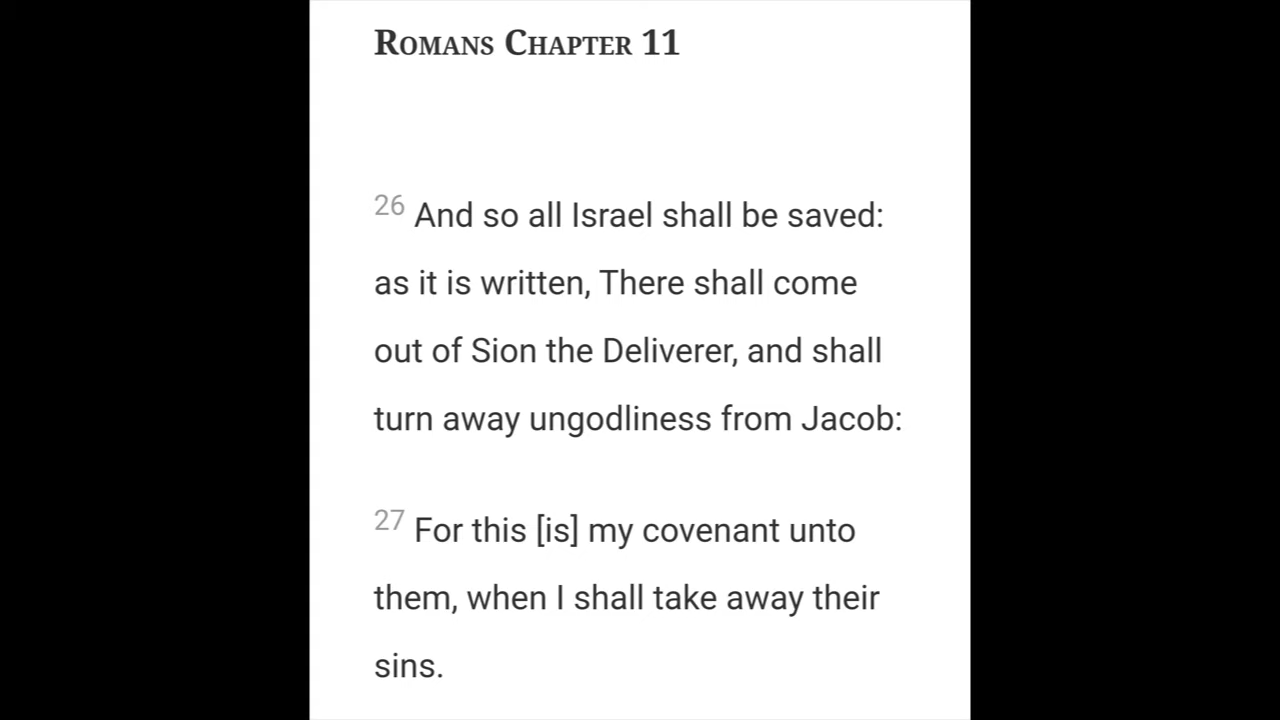 Romans Chapter 11
26 And so all Israel shall be saved:
as it is written, There shall come
out of Sion the Deliverer, and shall
turn away ungodliness from Jacob:
27 For this [is] my covenant unto
them, when I shall take away their
sins.